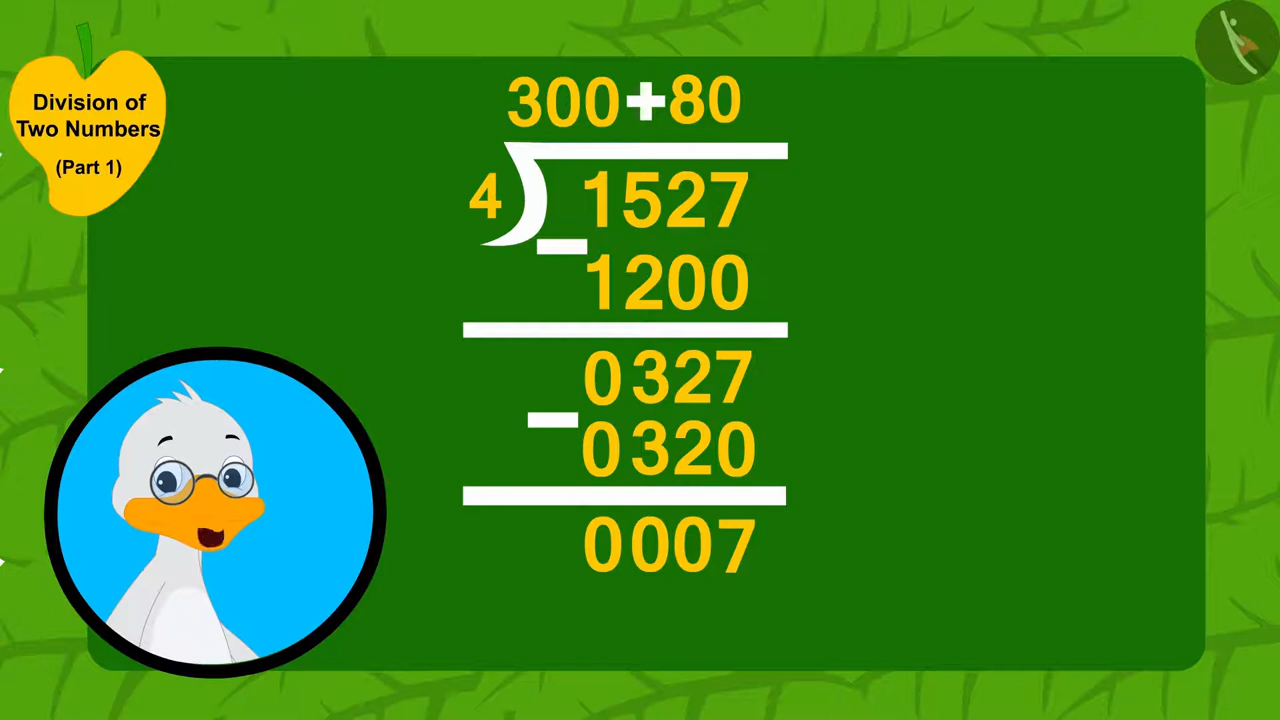 Division of
Two Numbers
(Part 1)
300+80
4 1527
- 1200
0327
- 0320
0007